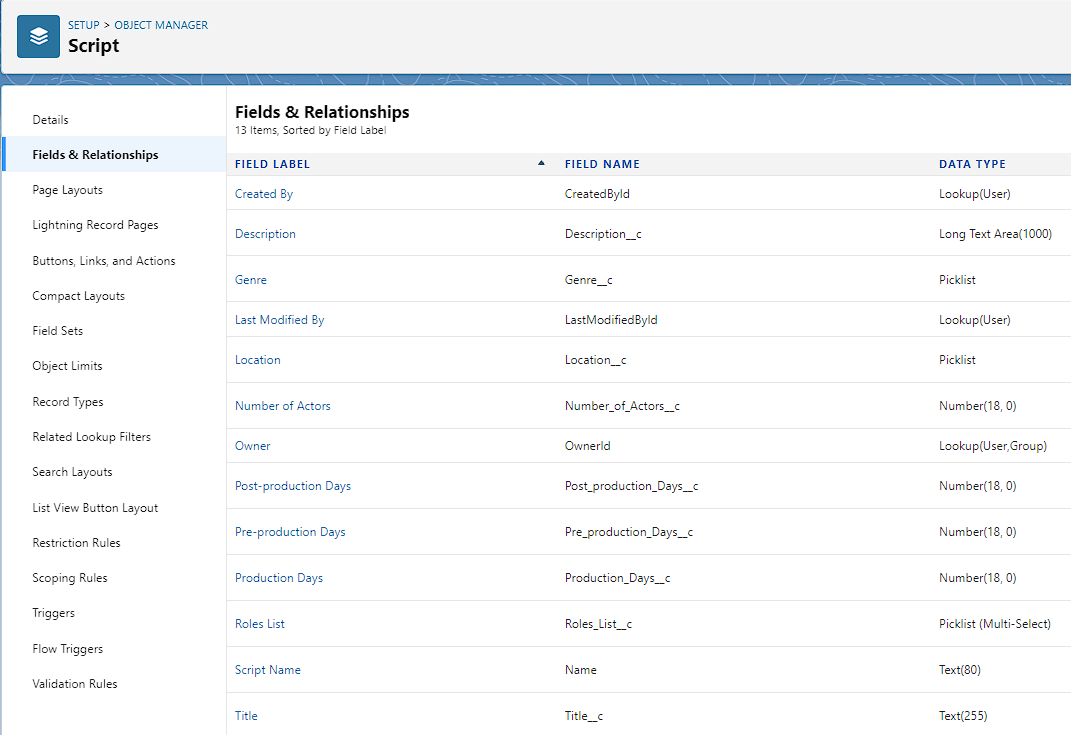 SETUP > OBJECT MANAGER
Script
Details
Fields & Relationships
Page Layouts
Lightning Record Pages
Buttons, Links, and Actions
Compact Layouts
Field Sets
Object Limits
Record Types
Related Lookup Filters
Search Layouts
List View Button Layout
Restriction Rules
Scoping Rules
Triggers
Flow Triggers
Validation Rules
Fields & Relationships
13 Items, Sorted by Field Label
FIELD LABEL FIELD NAME DATA TYPE
Created By CreatedById Lookup(User)
Description Description__c Long Text Area(1000)
Genre Genre__c Picklist
Last Modified By LastModifiedById Lookup(User)
Location Location__c Picklist
Number of Actors Number_of_Actors__c Number(18, 0)
Owner OwnerId Lookup(User,Group)
Post-production Days Post_production_Days__c Number(18, 0)
Pre-production Days Pre_production_Days__c Number(18, 0)
Production Days Production_Days__c Number(18, 0)
Roles List Roles_List__c Picklist (Multi-Select)
Script Name Name Text(80)
Title Title__c Text(255)